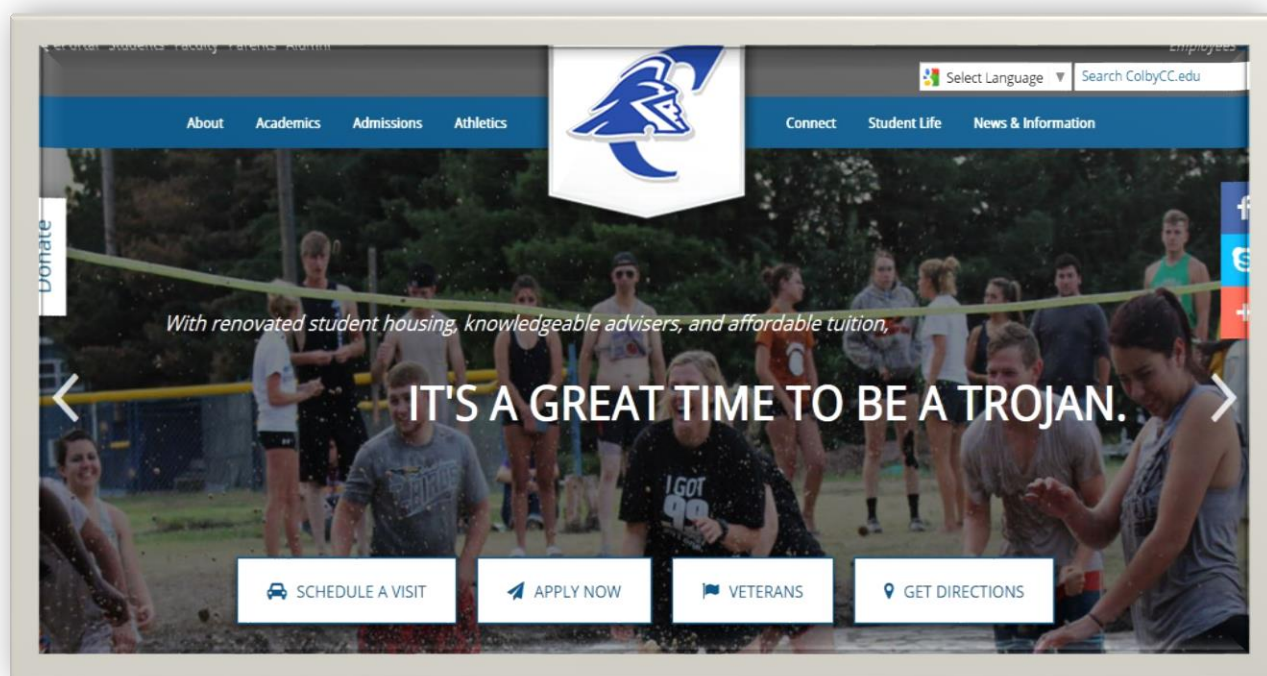 Students Faculty Parents Alumni
Employees
Select Language ▼
Search ColbyCC.edu
About Academics Admissions Athletics Connect Student Life News & Information
Donate
With renovated student housing, knowledgeable advisers, and affordable tuition,
IT'S A GREAT TIME TO BE A TROJAN.
I GOT
99
SCHEDULE A VISIT APPLY NOW VETERANS GET DIRECTIONS